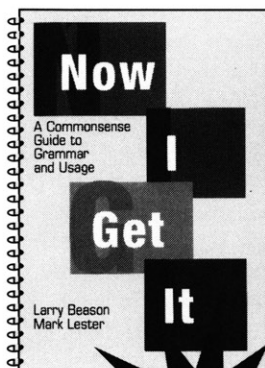 Now
I
Get
It
A Commonsense
Guide to
Grammar
and Usage
Larry Beason
Mark Lester